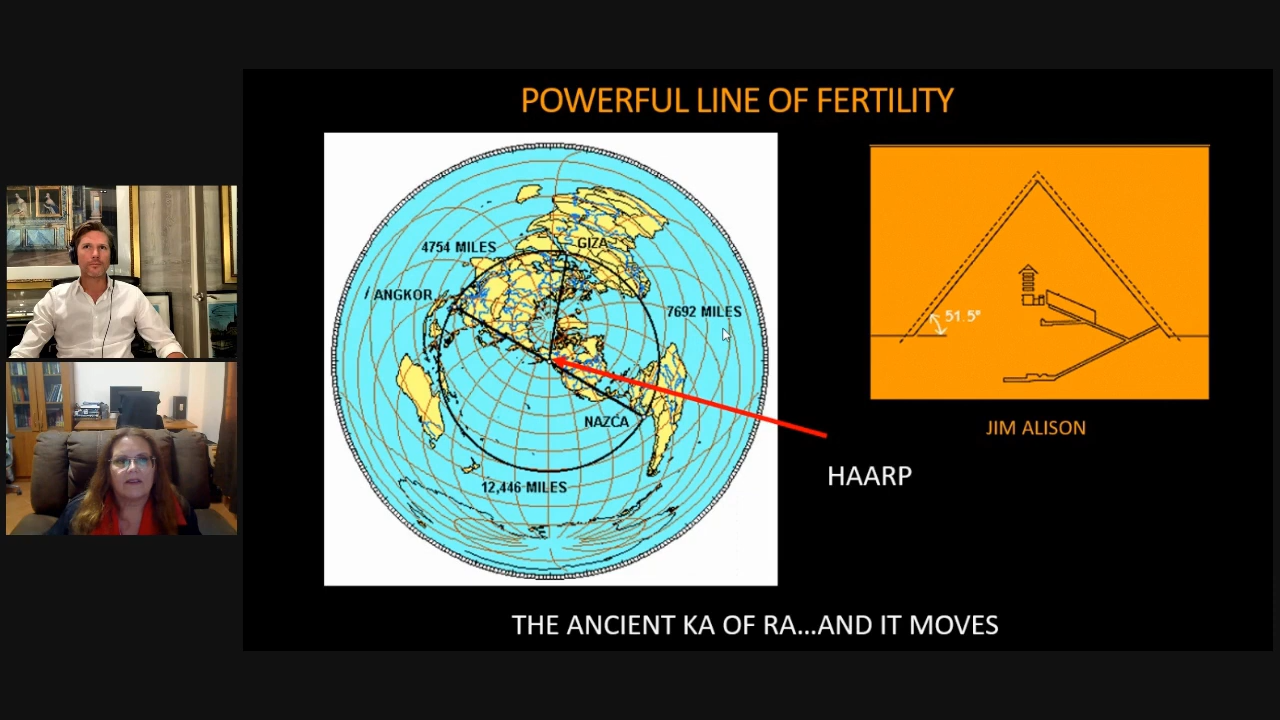 POWERFUL LINE OF FERTILITY
4754 MILES
GIZA
ANGKOR
7692 MILES
NAZCA
12,446 MILES
51.5°
JIM ALISON
HAARP
THE ANCIENT KA OF RA...AND IT MOVES